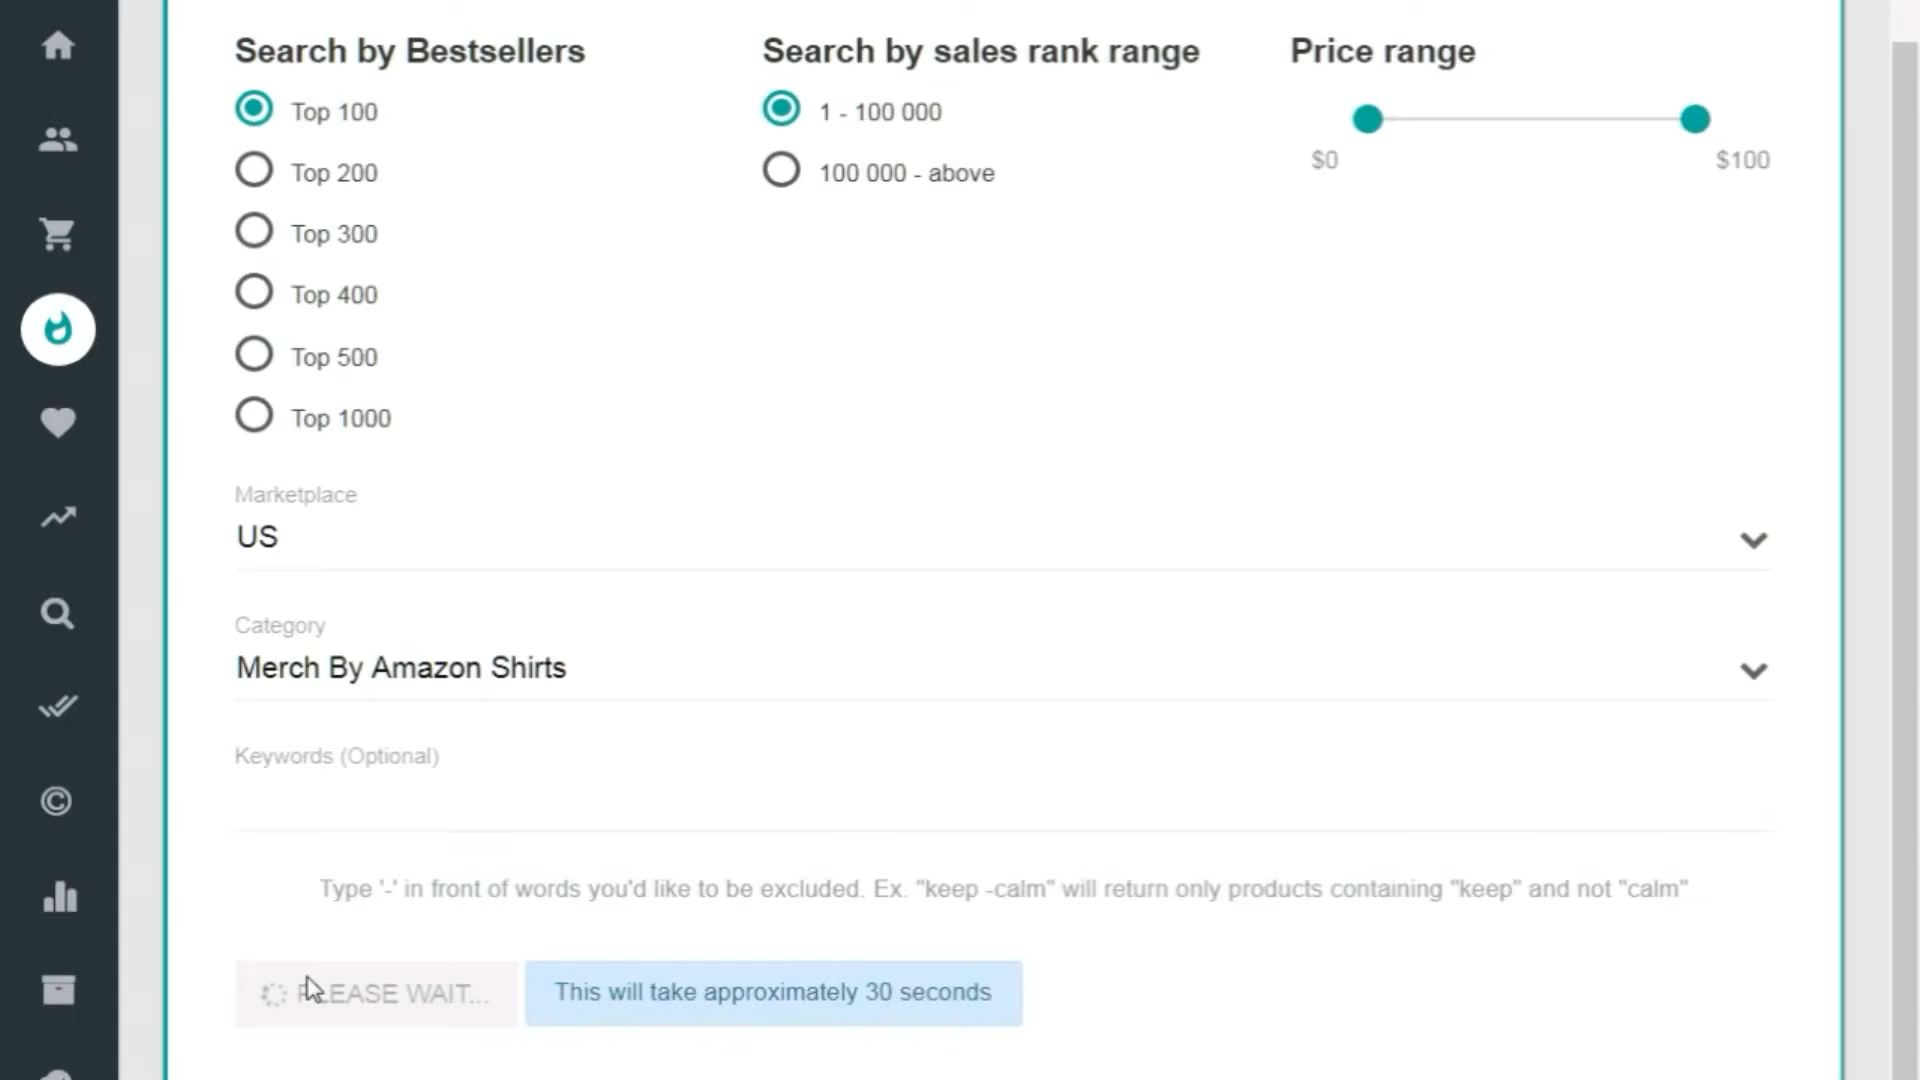 Search by Bestsellers
Search by sales rank range
Price range
Top 100
1 - 100 000
Top 200
100 000 - above
$0
$100
Top 300
Top 400
Top 500
Top 1000
Marketplace
US
Category
Merch By Amazon Shirts
Keywords (Optional)
Type '-' in front of words you'd like to be excluded. Ex. "keep -calm" will return only products containing "keep" and not "calm"
PLEASE WAIT...
This will take approximately 30 seconds